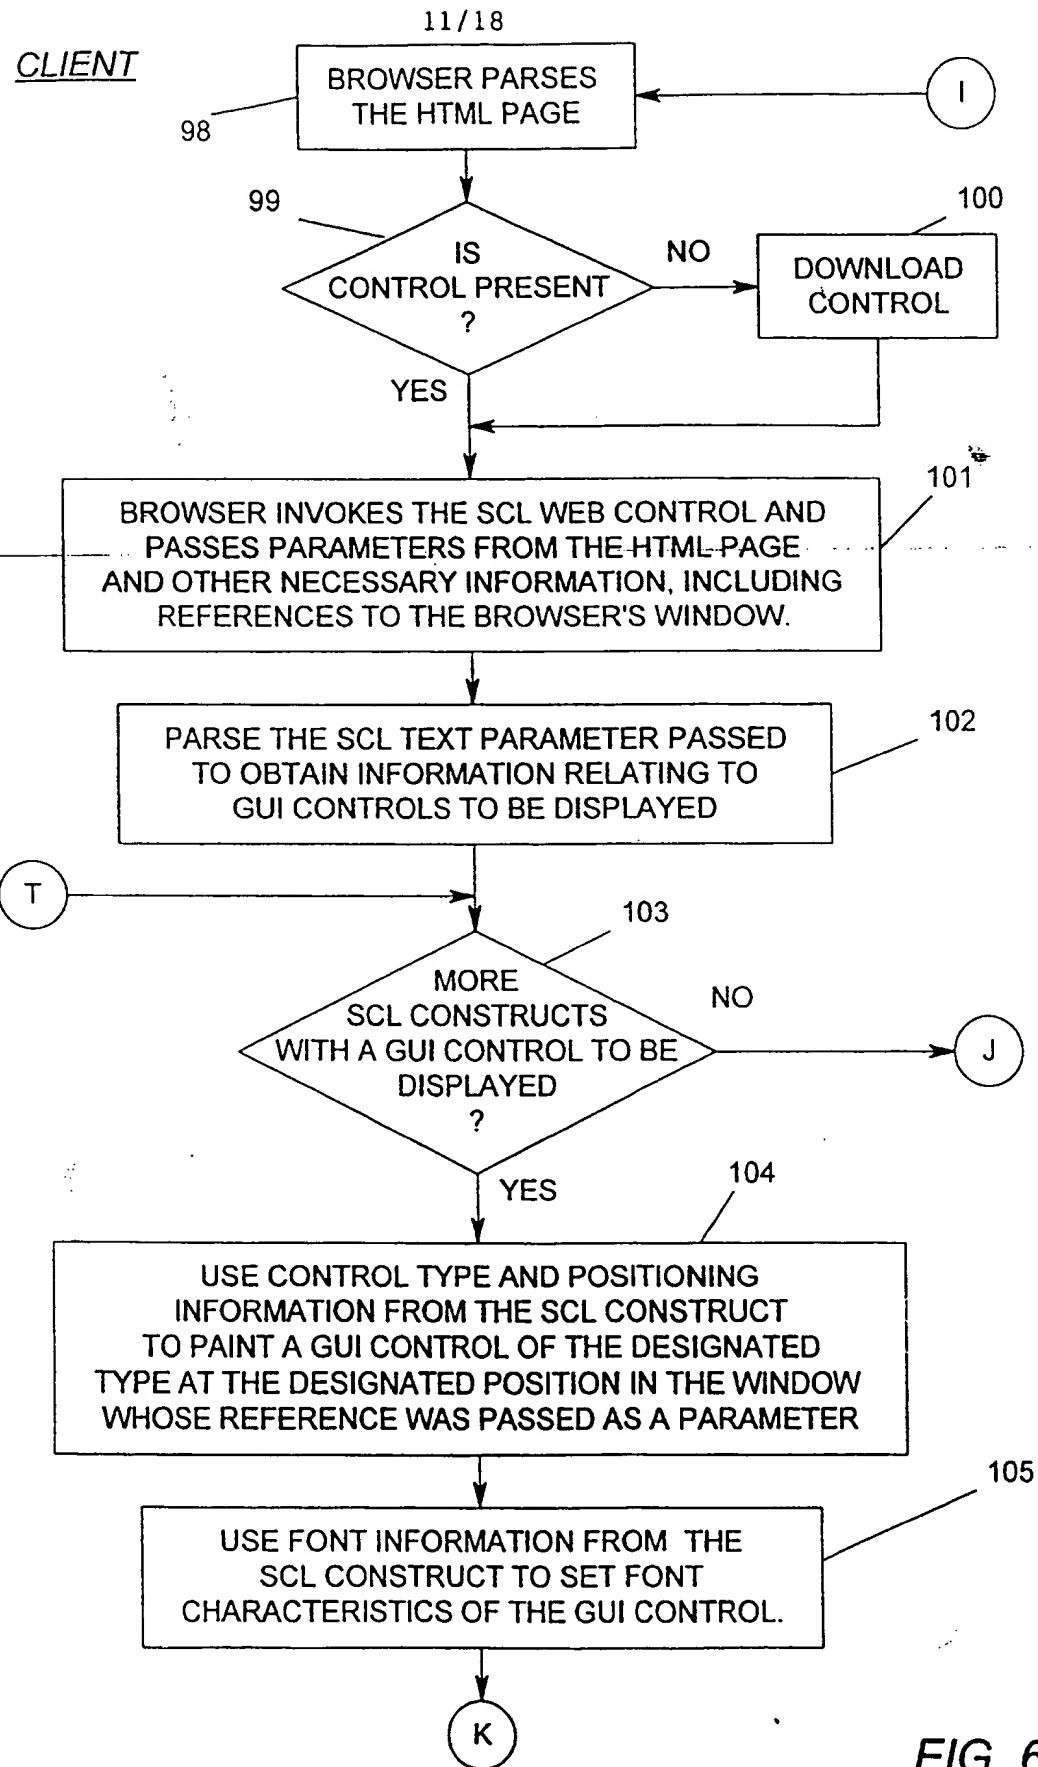 11/18
CLIENT
BROWSER PARSES
THE HTML PAGE
I
98
99
IS
CONTROL PRESENT
?
NO
100
DOWNLOAD
CONTROL
YES
101
BROWSER INVOKES THE SCL WEB CONTROL AND
PASSES PARAMETERS FROM THE HTML PAGE
AND OTHER NECESSARY INFORMATION, INCLUDING
REFERENCES TO THE BROWSER'S WINDOW.
102
PARSE THE SCL TEXT PARAMETER PASSED
TO OBTAIN INFORMATION RELATING TO
GUI CONTROLS TO BE DISPLAYED
T
103
MORE
SCL CONSTRUCTS
WITH A GUI CONTROL TO BE
DISPLAYED
?
NO
J
YES
104
USE CONTROL TYPE AND POSITIONING
INFORMATION FROM THE SCL CONSTRUCT
TO PAINT A GUI CONTROL OF THE DESIGNATED
TYPE AT THE DESIGNATED POSITION IN THE WINDOW
WHOSE REFERENCE WAS PASSED AS A PARAMETER
105
USE FONT INFORMATION FROM THE
SCL CONSTRUCT TO SET FONT
CHARACTERISTICS OF THE GUI CONTROL.
K
FIG. 6